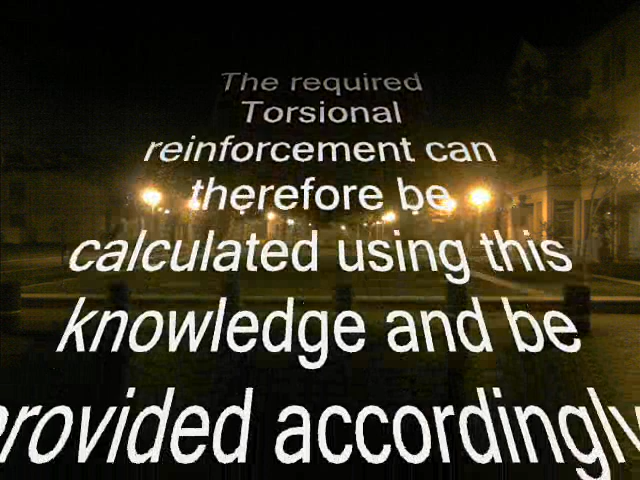 The required
Torsional
reinforcement can
therefore be
calculated using this
knowledge and be
provided accordingly